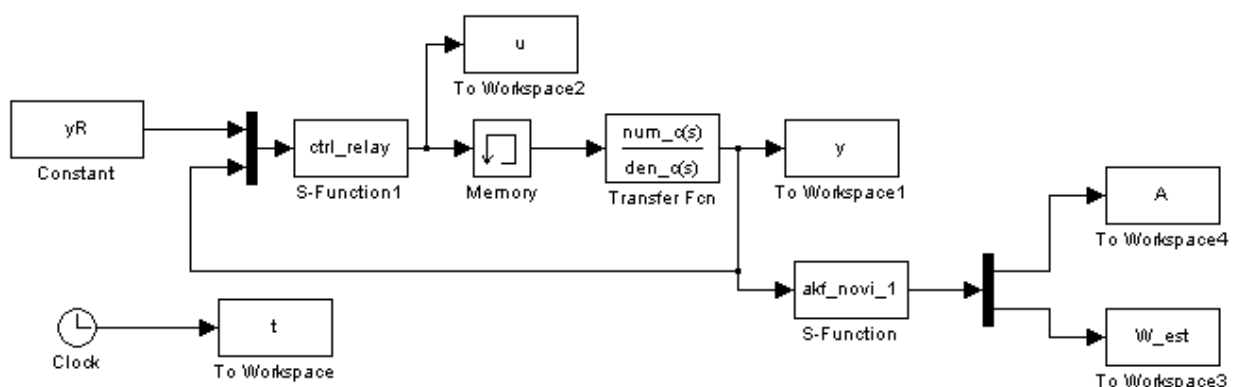 u
To Workspace2
yR
Constant
ctrl_relay
S-Function1
Memory
num_c(s)
den_c(s)
Transfer Fcn
y
To Workspace1
A
To Workspace4
akf_novi_1
S-Function
t
Clock
To Workspace
W_est
To Workspace3